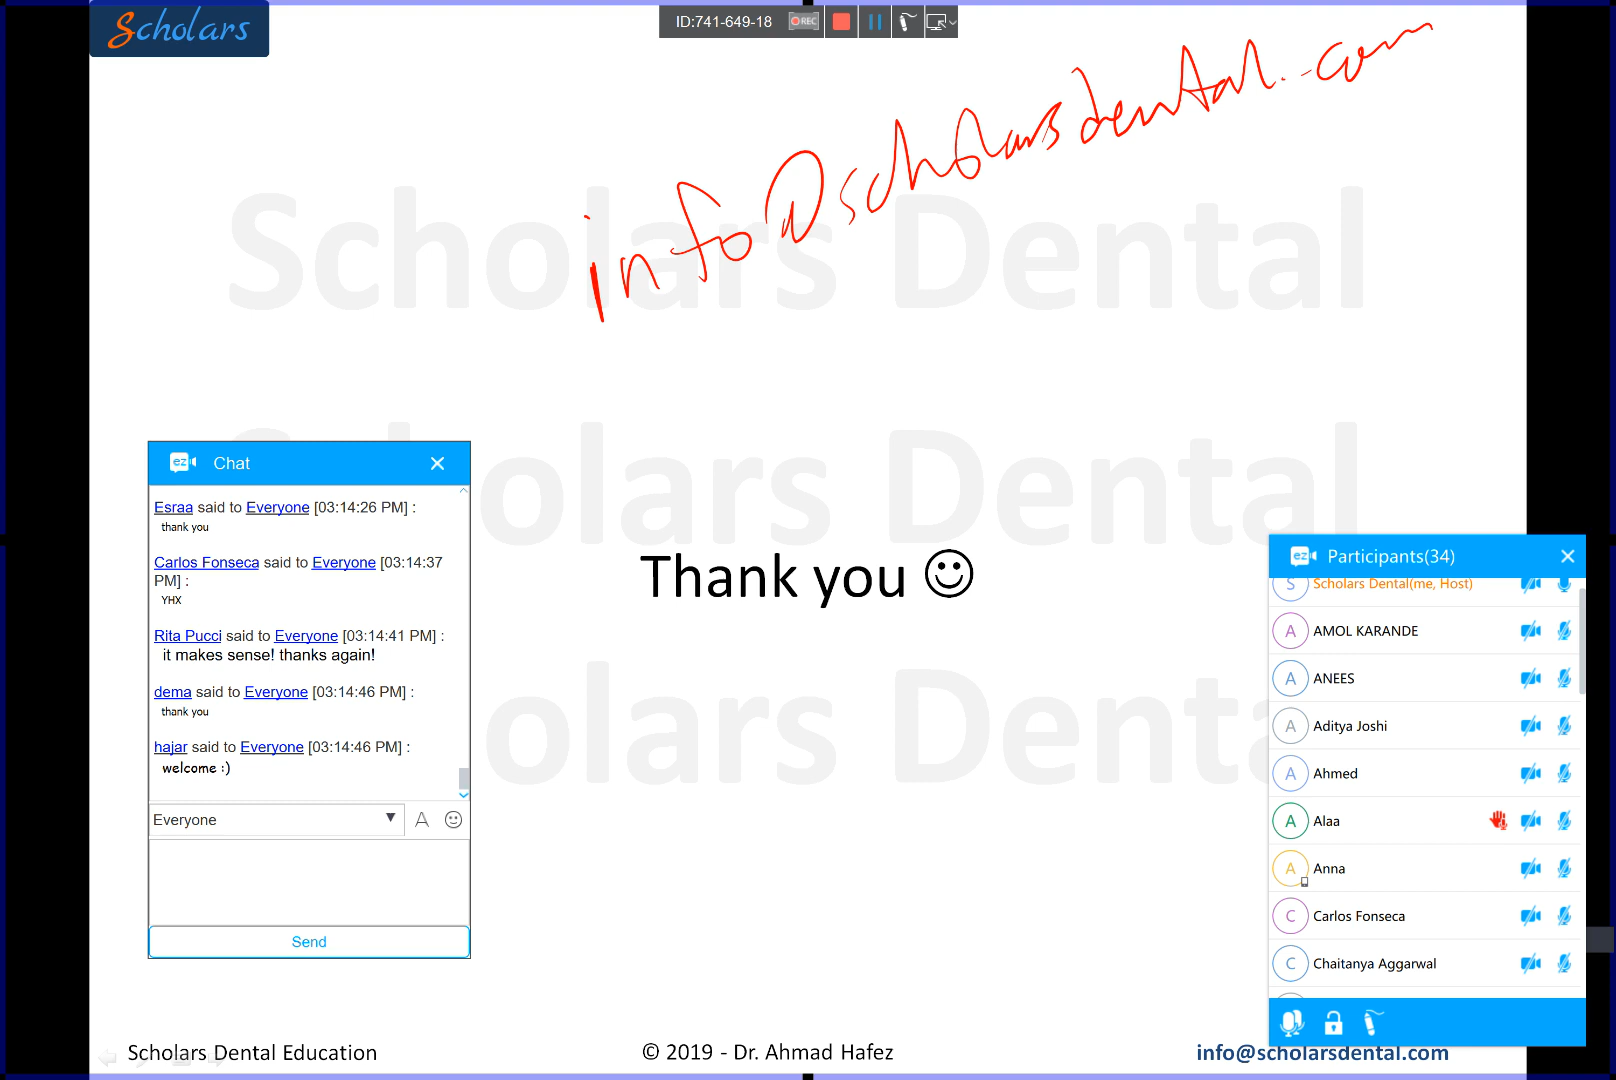 Scholars
ID:741-649-18
REC
info@scholarsdental.com
Scholars Dental
Chat
Esraa said to Everyone [03:14:26 PM] :
thank you
Carlos Fonseca said to Everyone [03:14:37
PM] :
YHX
Rita Pucci said to Everyone [03:14:41 PM] :
it makes sense! thanks again!
dema said to Everyone [03:14:46 PM] :
thank you
hajar said to Everyone [03:14:46 PM] :
welcome :)
Everyone
Send
olars Dental
Thank you ☺
olars Dental
Participants(34)
S Scholars Dental(me, Host)
A AMOL KARANDE
A ANEES
A Aditya Joshi
A Ahmed
A Alaa
A Anna
C Carlos Fonseca
C Chaitanya Aggarwal
Scholars Dental Education
© 2019 - Dr. Ahmad Hafez
info@scholarsdental.com